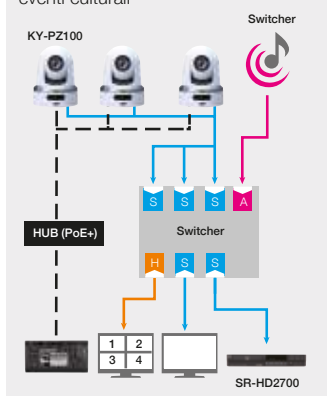 eventi culturali
Switcher
KY-PZ100
S S S A
Switcher
HUB (PoE+)
H S S
1 2
3 4
SR-HD2700